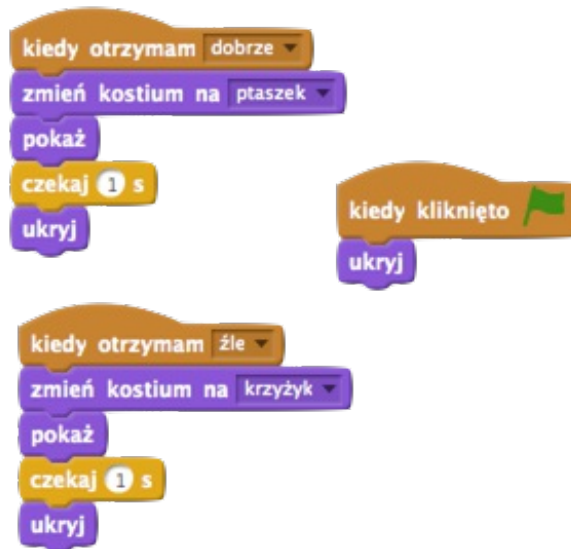 kiedy otrzymam dobrze
zmień kostium na ptaszek
pokaż
czekaj 1 s
ukryj
kiedy kliknięto
ukryj
kiedy otrzymam źle
zmień kostium na krzyżyk
pokaż
czekaj 1 s
ukryj